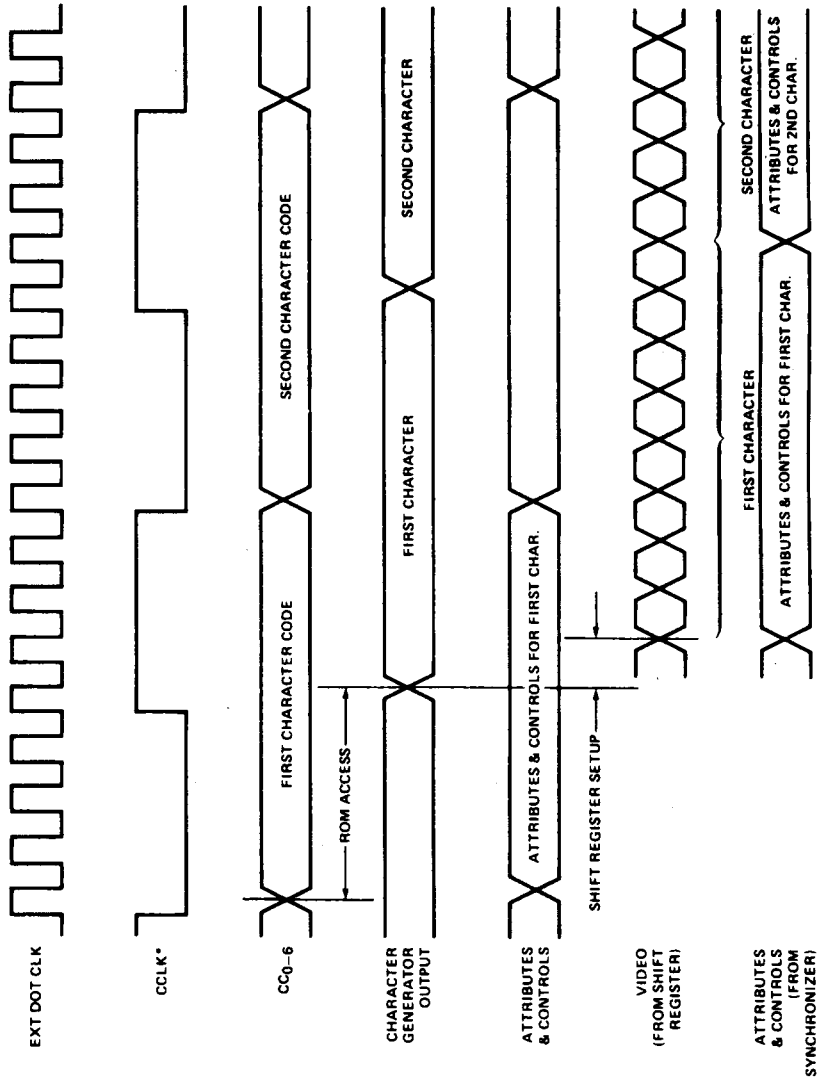 EXT DOT CLK
CCLK*
CC0–6
FIRST CHARACTER CODE
SECOND CHARACTER CODE
ROM ACCESS
CHARACTER
GENERATOR
OUTPUT
FIRST CHARACTER
SECOND CHARACTER
ATTRIBUTES
& CONTROLS
ATTRIBUTES & CONTROLS FOR FIRST CHAR.
SHIFT REGISTER SETUP
VIDEO
(FROM SHIFT
REGISTER)
FIRST CHARACTER
SECOND CHARACTER
ATTRIBUTES
& CONTROLS
(FROM
SYNCHRONIZER)
ATTRIBUTES & CONTROLS FOR FIRST CHAR.
ATTRIBUTES & CONTROLS
FOR 2ND CHAR.